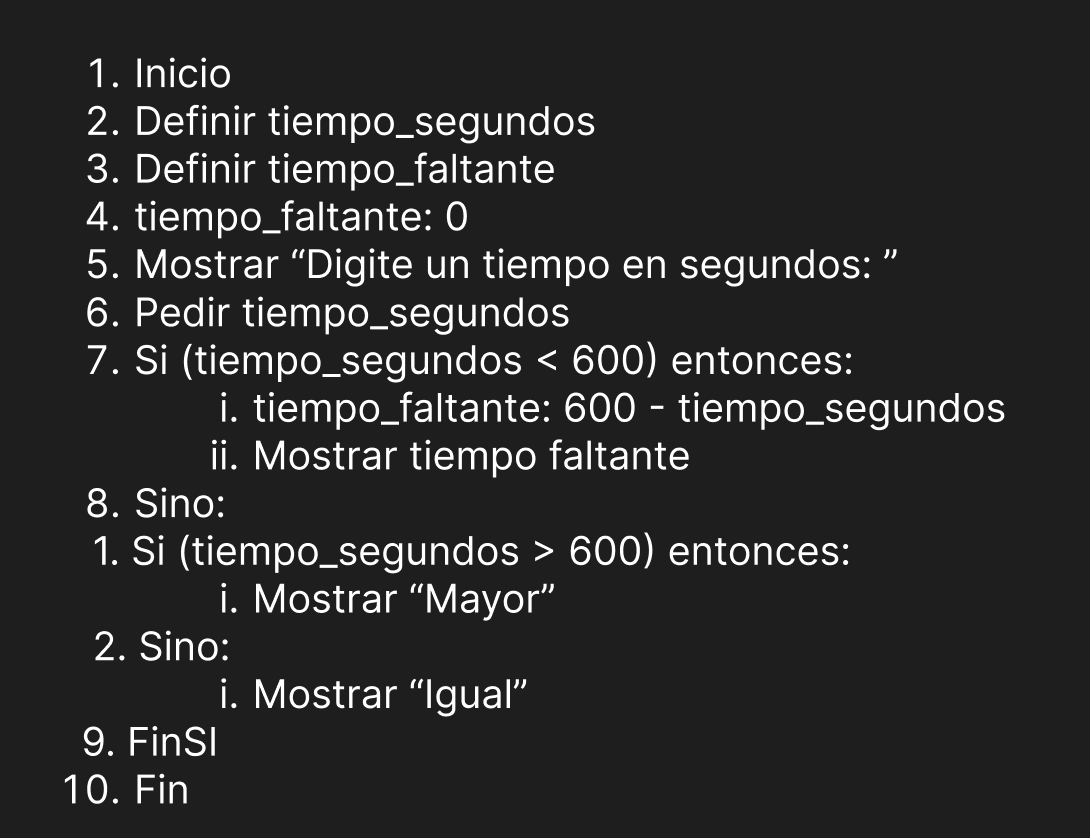 1. Inicio
2. Definir tiempo_segundos
3. Definir tiempo_faltante
4. tiempo_faltante: 0
5. Mostrar “Digite un tiempo en segundos: ”
6. Pedir tiempo_segundos
7. Si (tiempo_segundos < 600) entonces:
i. tiempo_faltante: 600 - tiempo_segundos
ii. Mostrar tiempo faltante
8. Sino:
1. Si (tiempo_segundos > 600) entonces:
i. Mostrar “Mayor”
2. Sino:
i. Mostrar “Igual”
9. FinSI
10. Fin